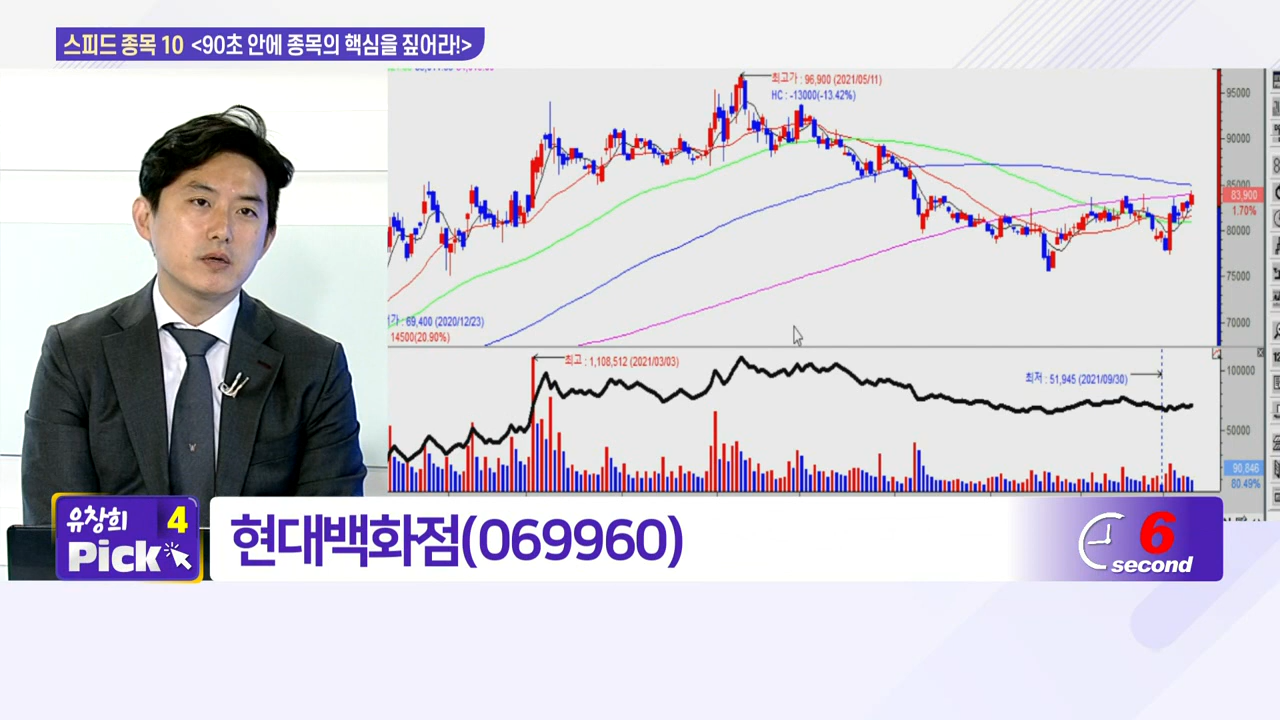 스피드 종목 10 <90초 안에 종목의 핵심을 짚어라!>
최고가 : 96,900 (2021/05/11)
HC : -13000(-13.42%)
95000
90000
85000
83,900
1.70%
80000
75000
70000
: 69,400 (2020/12/23)
14500(20.90%)
최고 : 1,108,512 (2021/03/03)
최저 : 51,945 (2021/09/30)
100000
50000
90,846
80.49%
유창희 4
Pick
현대백화점(069960)
6
second